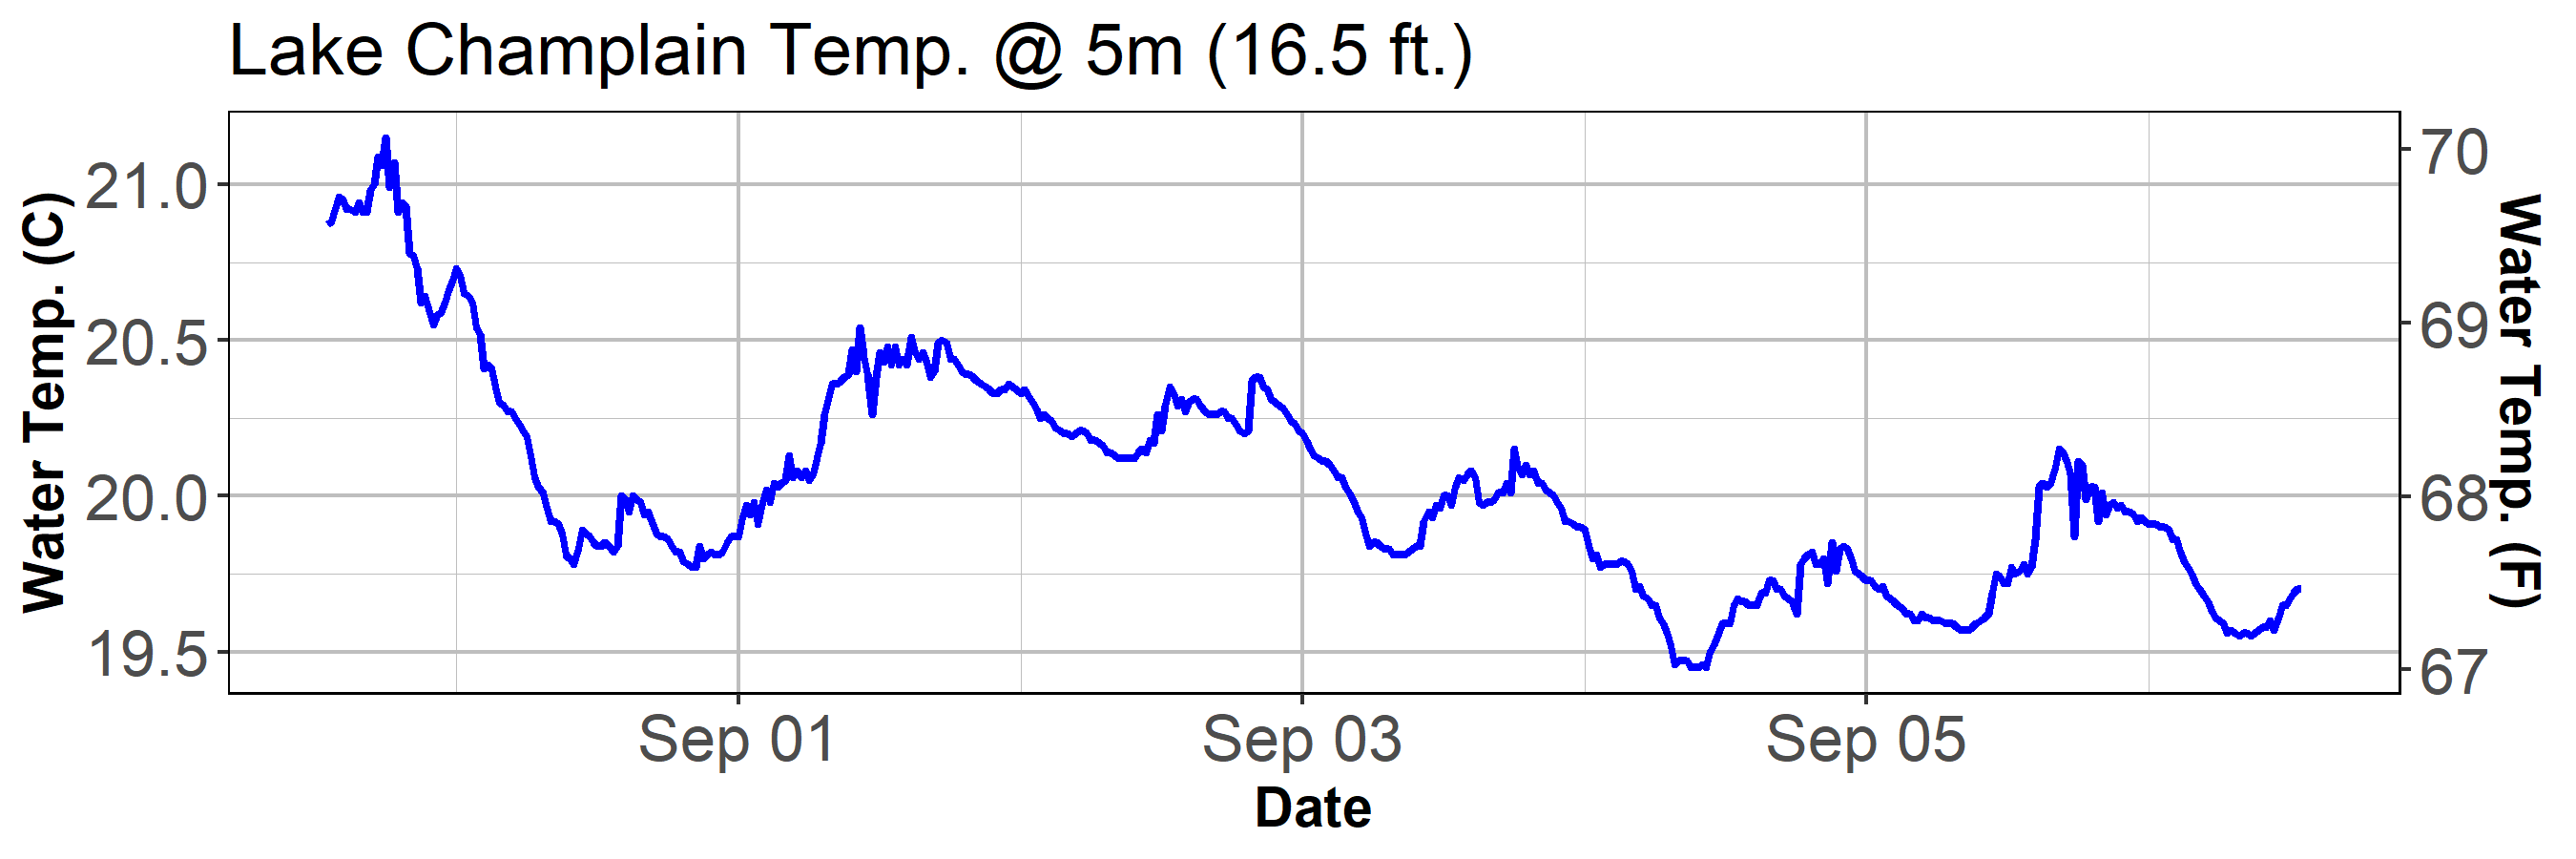 Lake Champlain Temp. @ 5m (16.5 ft.)
Water Temp. (C)
21.0
20.5
20.0
19.5
70
69
68
67
Water Temp. (F)
Sep 01
Sep 03
Sep 05
Date